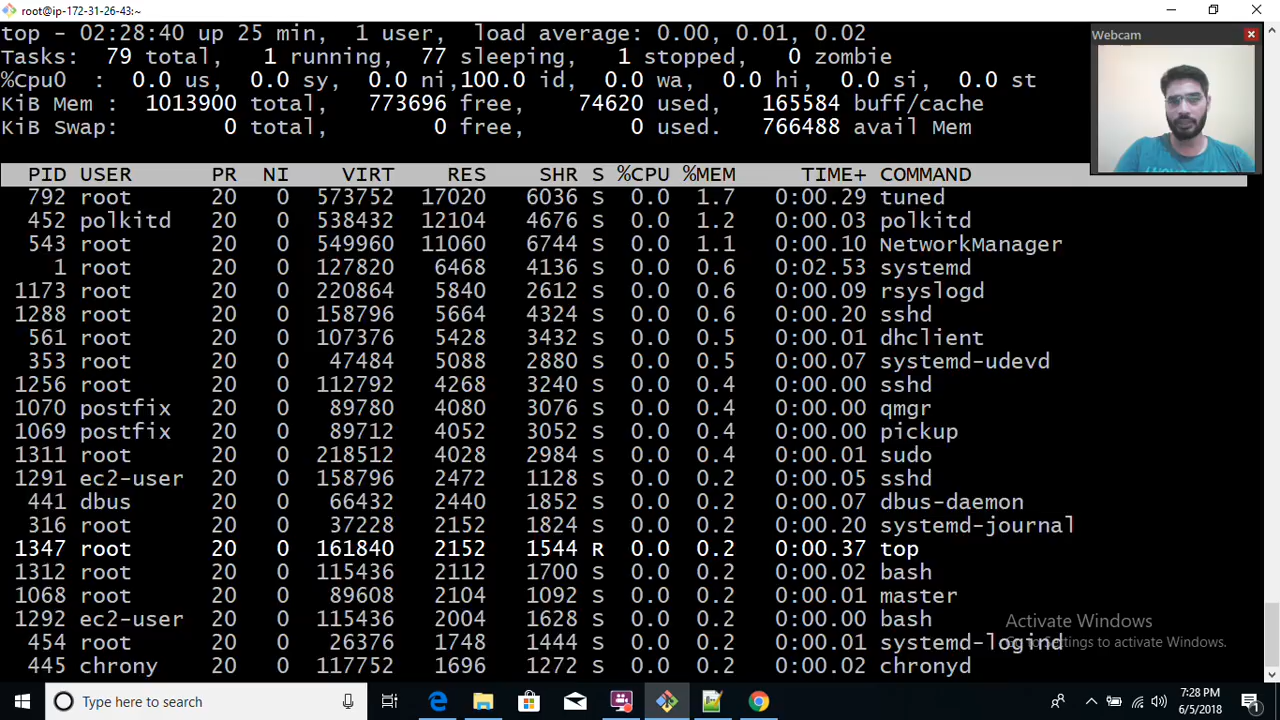 root@ip-172-31-26-43:~
top - 02:28:40 up 25 min,  1 user,  load average: 0.00, 0.01, 0.02
Tasks:  79 total,   1 running,  77 sleeping,   1 stopped,   0 zombie
%Cpu0  :  0.0 us,  0.0 sy,  0.0 ni,100.0 id,  0.0 wa,  0.0 hi,  0.0 si,  0.0 st
KiB Mem :  1013900 total,   773696 free,    74620 used,   165584 buff/cache
KiB Swap:        0 total,        0 free,        0 used.   766488 avail Mem
Webcam
PID USER PR NI VIRT RES SHR S %CPU %MEM TIME+ COMMAND
792 root 20 0 573752 17020 6036 S 0.0 1.7 0:00.29 tuned
452 polkitd 20 0 538432 12104 4676 S 0.0 1.2 0:00.03 polkitd
543 root 20 0 549960 11060 6744 S 0.0 1.1 0:00.10 NetworkManager
1 root 20 0 127820 6468 4136 S 0.0 0.6 0:02.53 systemd
1173 root 20 0 220864 5840 2612 S 0.0 0.6 0:00.09 rsyslogd
1288 root 20 0 158796 5664 4324 S 0.0 0.6 0:00.20 sshd
561 root 20 0 107376 5428 3432 S 0.0 0.5 0:00.01 dhclient
353 root 20 0 47484 5088 2880 S 0.0 0.5 0:00.07 systemd-udevd
1256 root 20 0 112792 4268 3240 S 0.0 0.4 0:00.00 sshd
1070 postfix 20 0 89780 4080 3076 S 0.0 0.4 0:00.00 qmgr
1069 postfix 20 0 89712 4052 3052 S 0.0 0.4 0:00.00 pickup
1311 root 20 0 218512 4028 2984 S 0.0 0.4 0:00.01 sudo
1291 ec2-user 20 0 158796 2472 1128 S 0.0 0.2 0:00.05 sshd
441 dbus 20 0 66432 2440 1852 S 0.0 0.2 0:00.07 dbus-daemon
316 root 20 0 37228 2152 1824 S 0.0 0.2 0:00.20 systemd-journal
1347 root 20 0 161840 2152 1544 R 0.0 0.2 0:00.37 top
1312 root 20 0 115436 2112 1700 S 0.0 0.2 0:00.02 bash
1068 root 20 0 89608 2104 1092 S 0.0 0.2 0:00.01 master
1292 ec2-user 20 0 115436 2004 1628 S 0.0 0.2 0:00.00 bash
454 root 20 0 26376 1748 1444 S 0.0 0.2 0:00.01 systemd-logind
445 chrony 20 0 117752 1696 1272 S 0.0 0.2 0:00.02 chronyd
Activate Windows
Go to Settings to activate Windows.
Type here to search
7:28 PM
6/5/2018
1